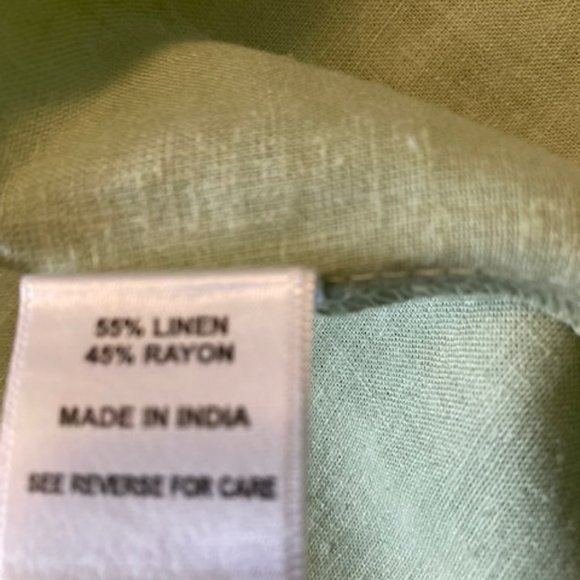 55% LINEN
45% RAYON
MADE IN INDIA
SEE REVERSE FOR CARE